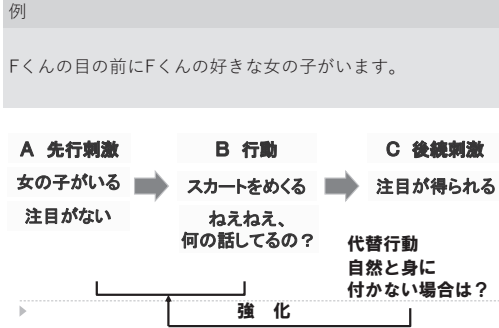 例
Fくんの目の前にFくんの好きな女の子がいます。
A 先行刺激
B 行動
C 後続刺激
女の子がいる
スカートをめくる
注目が得られる
注目がない
ねえねえ、
何の話してるの？
代替行動
自然と身に
付かない場合は？
強 化